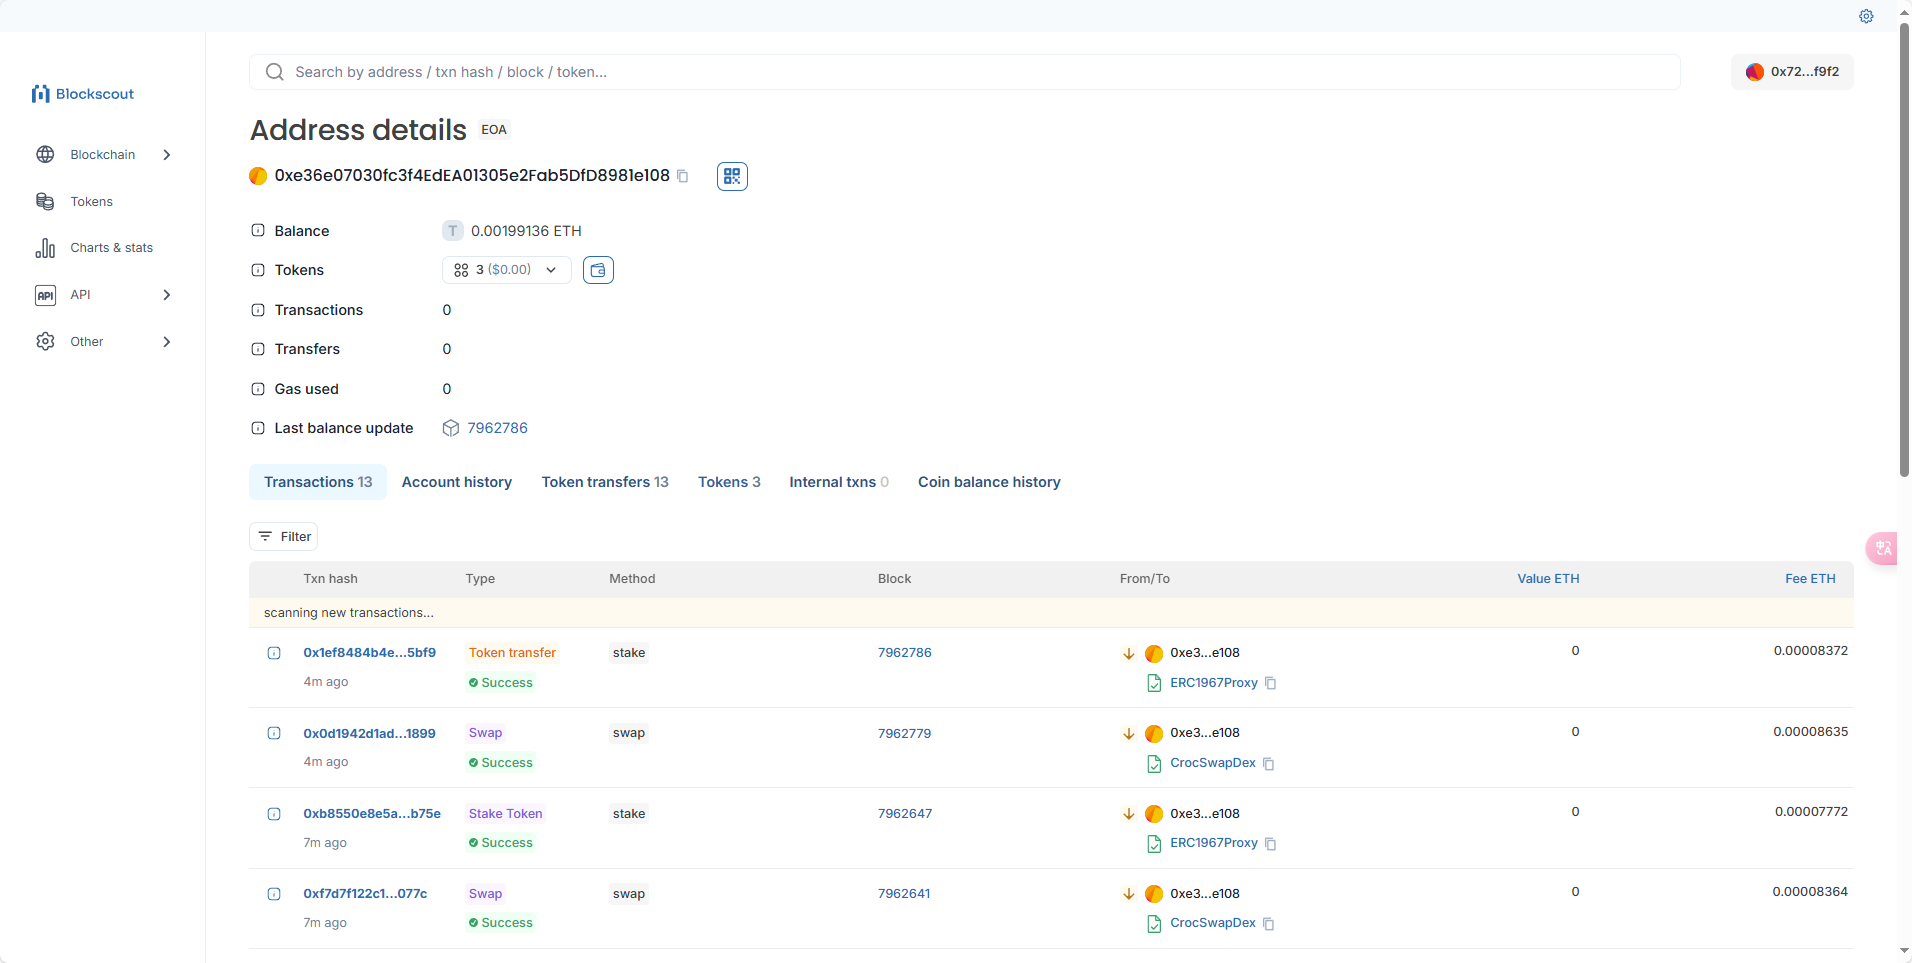 Blockscout
Blockchain
Tokens
Charts & stats
API API
Other
Search by address / txn hash / block / token...
0x72...f9f2
Address details EOA
0xe36e07030fc3f4EdEA01305e2Fab5DfD8981e108
Balance T 0.00199136 ETH
Tokens 3 ($0.00)
Transactions 0
Transfers 0
Gas used 0
Last balance update 7962786
Transactions 13 Account history Token transfers 13 Tokens 3 Internal txns 0 Coin balance history
Filter
Txn hash Type Method Block From/To Value ETH Fee ETH
scanning new transactions...
0x1ef8484b4e...5bf9 Token transfer stake 7962786 0xe3...e108 0 0.00008372
4m ago Success ERC1967Proxy
0x0d1942d1ad...1899 Swap swap 7962779 0xe3...e108 0 0.00008635
4m ago Success CrocSwapDex
0xb8550e8e5a...b75e Stake Token stake 7962647 0xe3...e108 0 0.00007772
7m ago Success ERC1967Proxy
0xf7d7f122c1...077c Swap swap 7962641 0xe3...e108 0 0.00008364
7m ago Success CrocSwapDex
中A